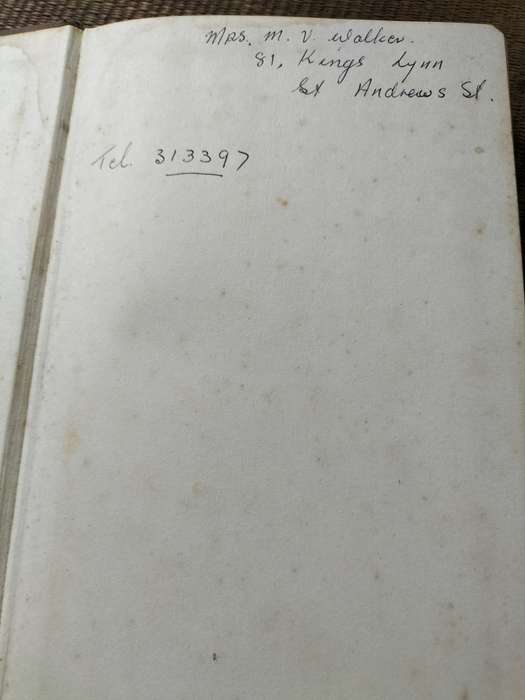 Mrs. M. V. Walker.
81, Kings Lynn
St Andrews St.
Tel. 313397